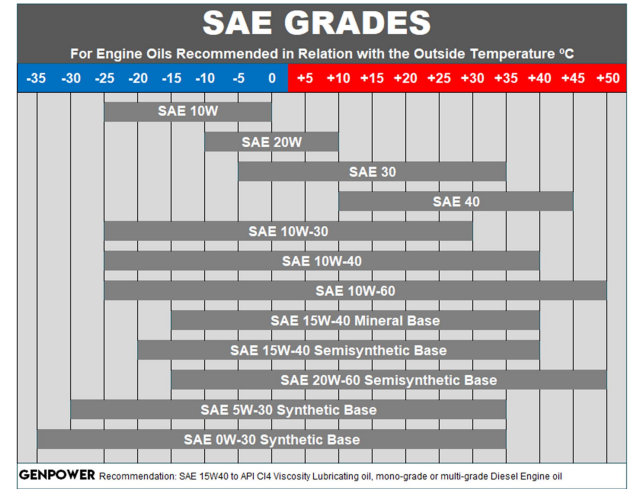 SAE GRADES
For Engine Oils Recommended in Relation with the Outside Temperature ºC
-35 -30 -25 -20 -15 -10 -5 0 +5 +10 +15 +20 +25 +30 +35 +40 +45 +50
SAE 10W
SAE 20W
SAE 30
SAE 40
SAE 10W-30
SAE 10W-40
SAE 10W-60
SAE 15W-40 Mineral Base
SAE 15W-40 Semisynthetic Base
SAE 20W-60 Semisynthetic Base
SAE 5W-30 Synthetic Base
SAE 0W-30 Synthetic Base
GENPOWER Recommendation: SAE 15W40 to API CI4 Viscosity Lubricating oil, mono-grade or multi-grade Diesel Engine oil